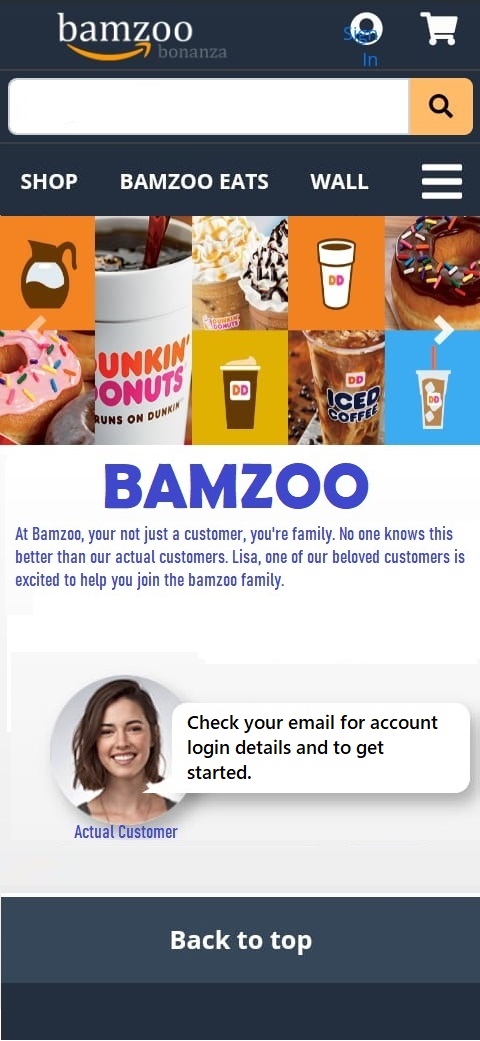 bamzoo
bonanza
Sign
In
SHOP BAMZOO EATS WALL
DUNKIN'
DONUTS
DD
UNKIN'
ONUTS
RUNS ON DUNKIN'
DD
DD
ICED
COFFEE
DD
BAMZOO
At Bamzoo, your not just a customer, you're family. No one knows this
better than our actual customers. Lisa, one of our beloved customers is
excited to help you join the bamzoo family.
Check your email for account
login details and to get
started.
Actual Customer
Back to top